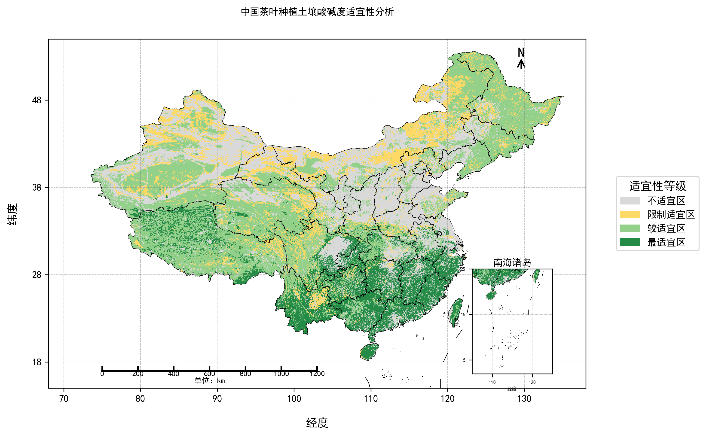 中国茶叶种植土壤酸碱度适宜性分析
N
48
38
28
18
纬度
70
80
90
100
110
120
130
经度
0 200 400 600 800 1000 1200
单位: km
适宜性等级
不适宜区
限制适宜区
较适宜区
最适宜区
南海诸岛